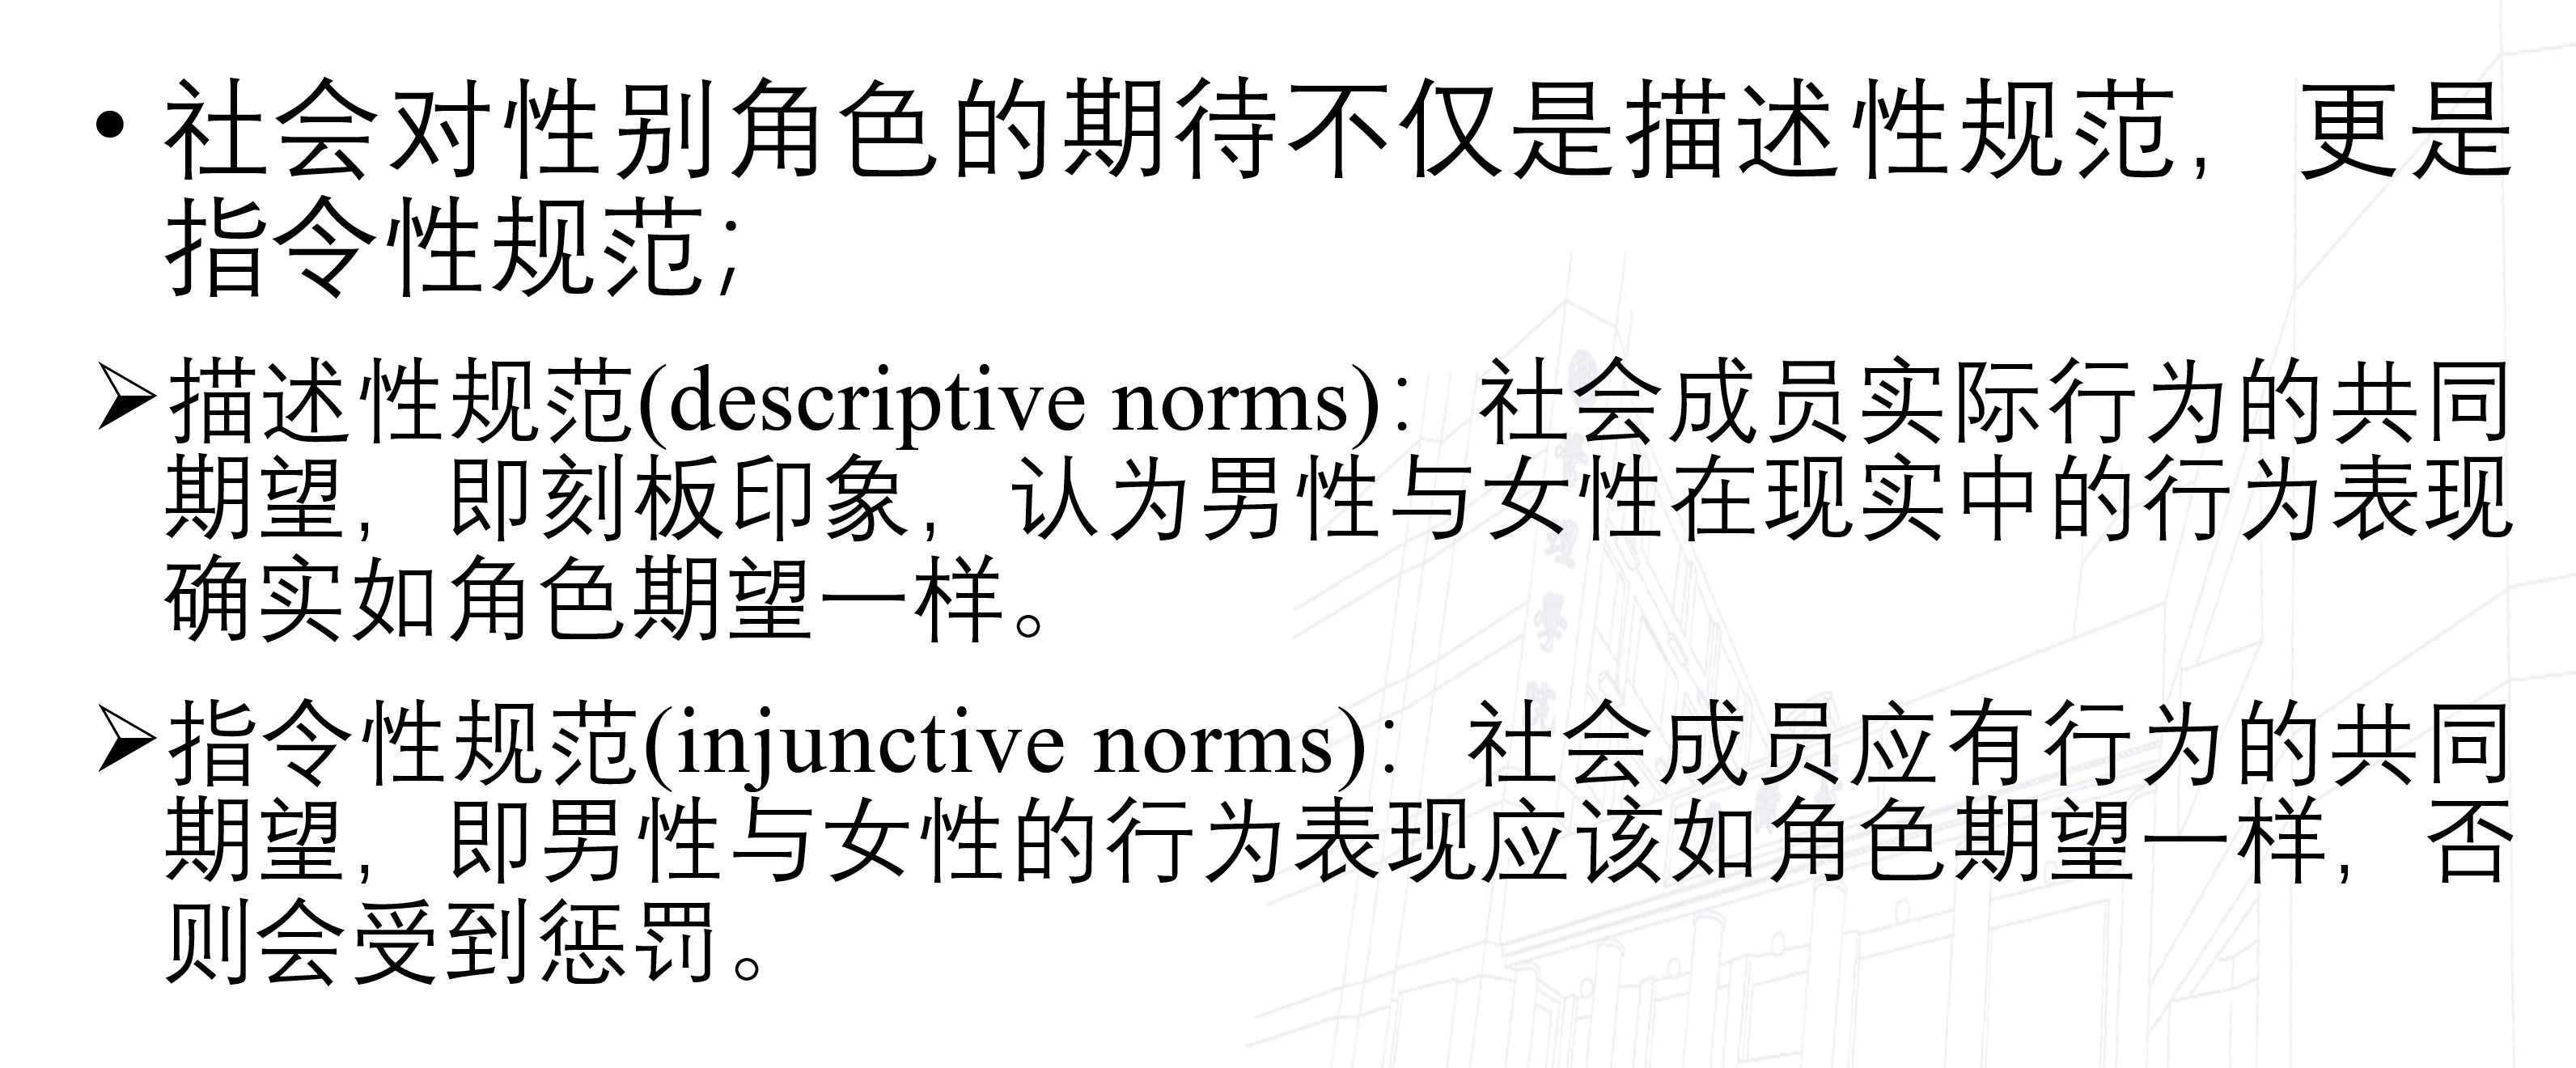 • 社会对性别角色的期待不仅是描述性规范，更是
指令性规范；
➢描述性规范(descriptive norms)：社会成员实际行为的共同
期望，即刻板印象，认为男性与女性在现实中的行为表现
确实如角色期望一样。
➢指令性规范(injunctive norms)：社会成员应有行为的共同
期望，即男性与女性的行为表现应该如角色期望一样，否
则会受到惩罚。